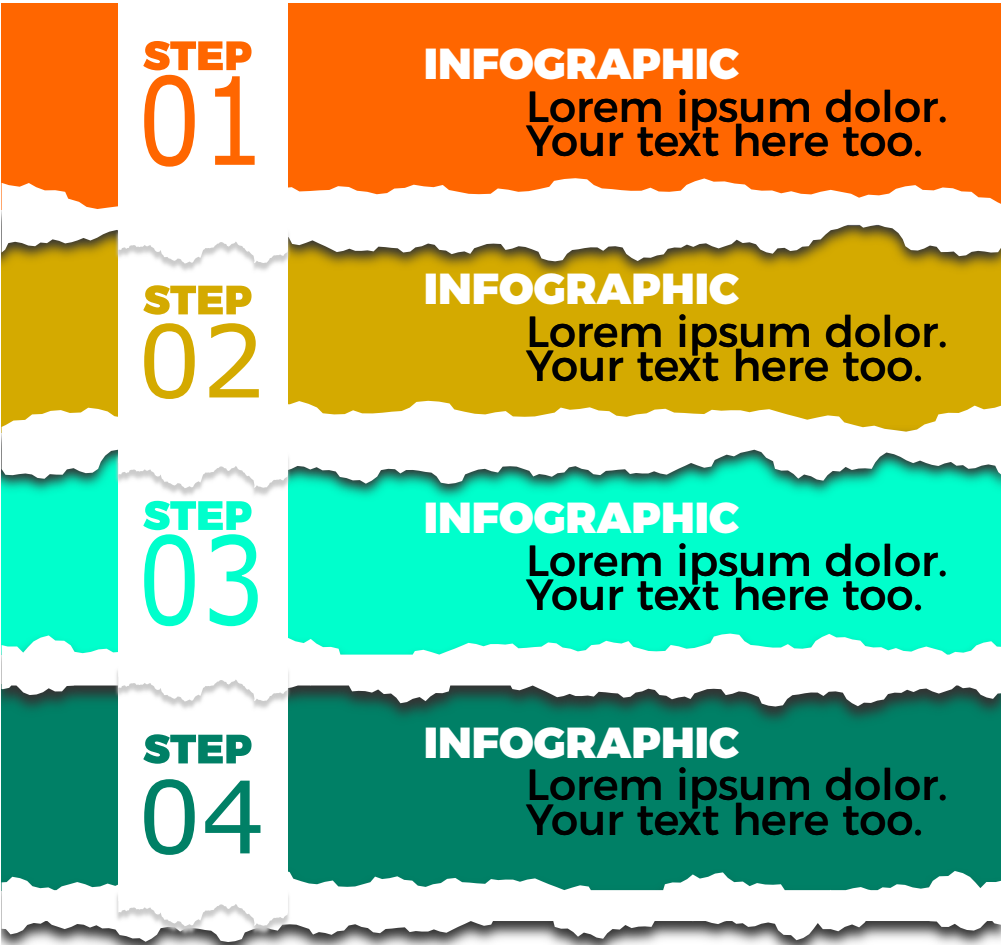 STEP
01
INFOGRAPHIC
Lorem ipsum dolor.
Your text here too.
STEP
02
INFOGRAPHIC
Lorem ipsum dolor.
Your text here too.
STEP
03
INFOGRAPHIC
Lorem ipsum dolor.
Your text here too.
STEP
04
INFOGRAPHIC
Lorem ipsum dolor.
Your text here too.